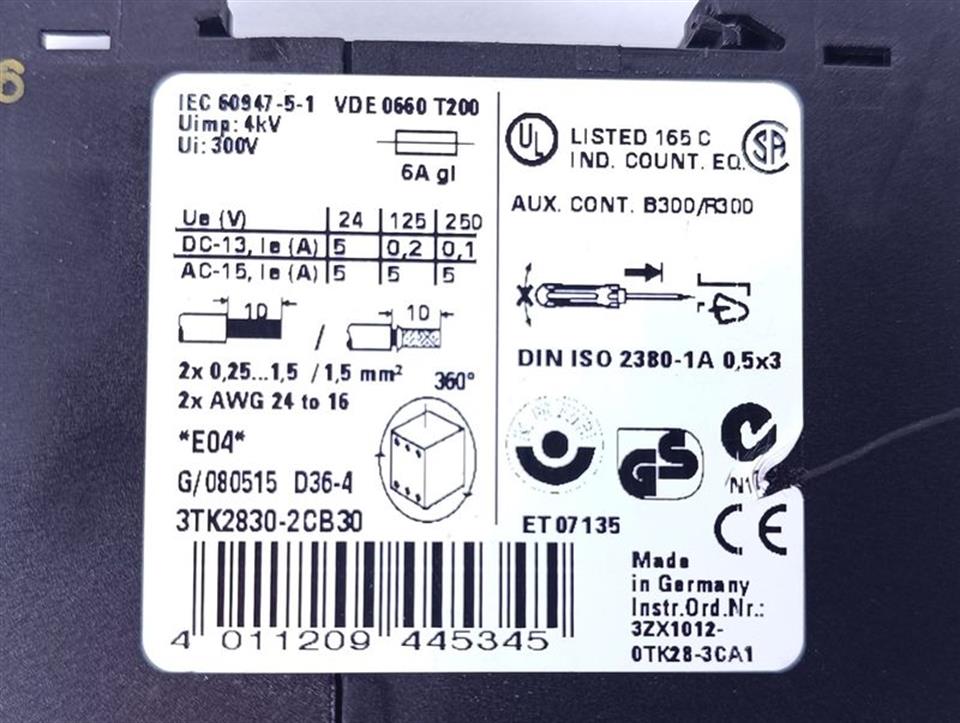 6
IEC 60947-5-1 VDE 0660 T200
Uimp: 4kV
Ui: 300V
6A gl
Ue (V) 24 125 250
DC-13, Ie (A) 5 0,2 0,1
AC-15, Ie (A) 5 5 5
10 / 10
2x 0,25...1,5 / 1,5 mm²
2x AWG 24 to 16
360°
*E04*
G/080515 D36-4
3TK2830-2CB30
4 011209 445345
UL LISTED 165 C SA
IND. COUNT. EQ.
AUX. CONT. B300/R300
X r
DIN ISO 2380-1A 0,5x3
GS
ET 07135
CE
Made
in Germany
Instr.Ord.Nr.:
3ZX1012-
0TK28-3CA1